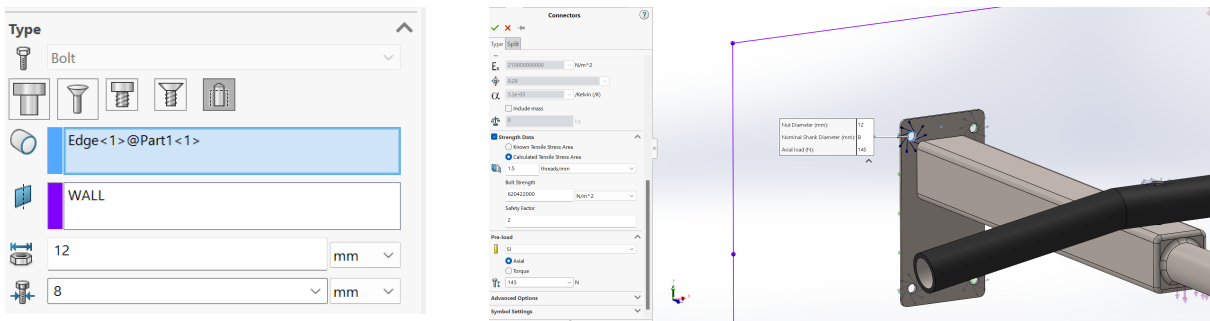 Type
Bolt
Edge<1>@Part1<1>
WALL
12 mm
8 mm
Connectors
Type Split
Ex 210000000000 N/m^2
0.28
α 1.3e-05 /Kelvin (/K)
Include mass
0 kg
Strength Data
Known Tensile Stress Area
Calculated Tensile Stress Area
1.5 threads/mm
Bolt Strength
620422000 N/m^2
Safety Factor
2
Pre-load
SI
Axial
Torque
145 N
Advanced Options
Symbol Settings
Nut Diameter (mm): 12
Nominal Shank Diameter (mm): 8
Axial load (N): 145